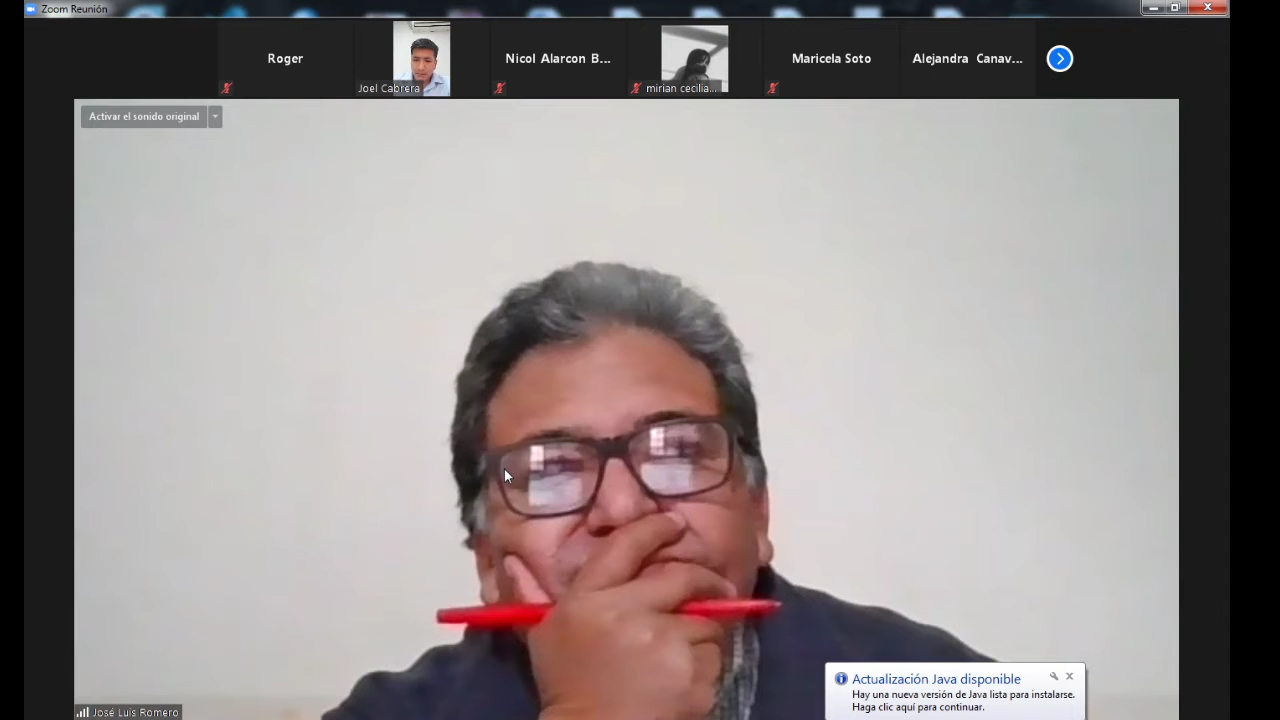 Zoom Reunión
Roger
Joel Cabrera
Nicol Alarcon B...
mirian cecilia...
Maricela Soto
Alejandra Canav...
Activar el sonido original
Actualización Java disponible
Hay una nueva versión de Java lista para instalarse.
Haga clic aquí para continuar.
José Luis Romero